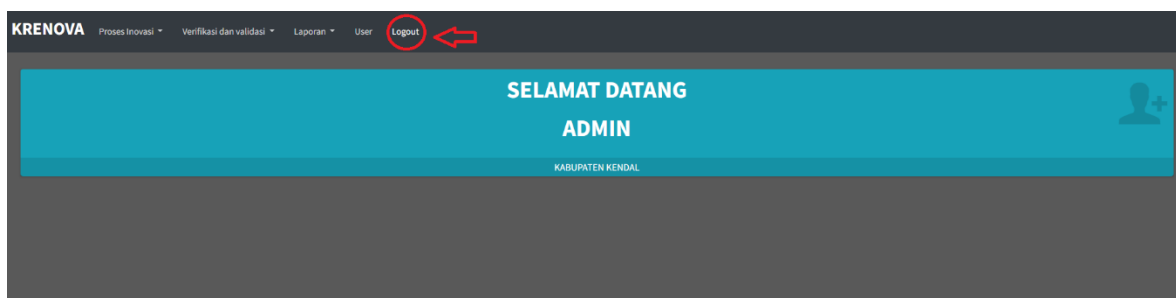 KRENOVA Proses Inovasi Verifikasi dan validasi Laporan User Logout
SELAMAT DATANG
ADMIN
KABUPATEN KENDAL